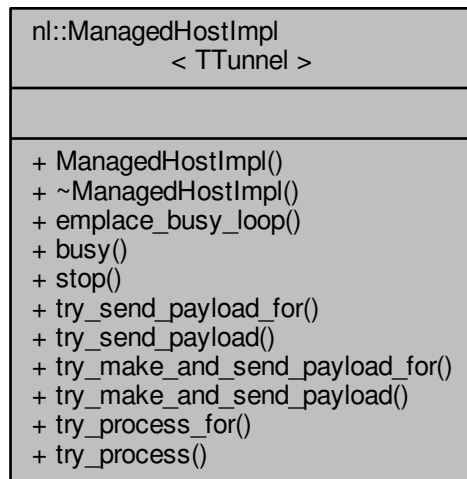 nl::ManagedHostImpl
< TTunnel >
+ ManagedHostImpl()
+ ~ManagedHostImpl()
+ emplace_busy_loop()
+ busy()
+ stop()
+ try_send_payload_for()
+ try_send_payload()
+ try_make_and_send_payload_for()
+ try_make_and_send_payload()
+ try_process_for()
+ try_process()